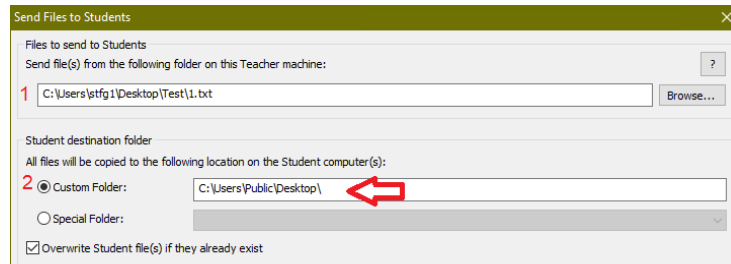 Send Files to Students
Files to send to Students
Send file(s) from the following folder on this Teacher machine:
?
1 C:\Users\stfg1\Desktop\Test\1.txt Browse...
Student destination folder
All files will be copied to the following location on the Student computer(s):
2 Custom Folder: C:\Users\Public\Desktop\
Special Folder:
Overwrite Student file(s) if they already exist